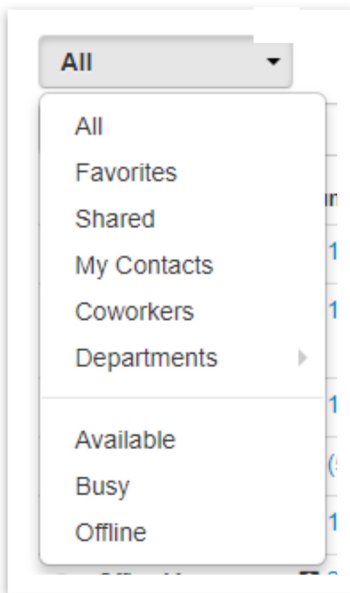 All
All
Favorites
Shared
My Contacts
Coworkers
Departments
Available
Busy
Offline